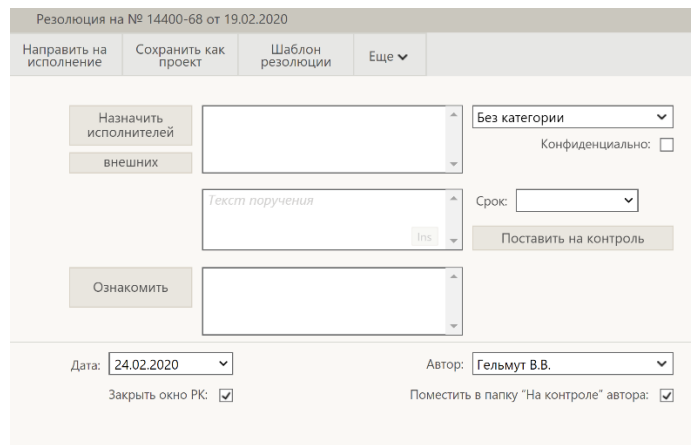 Резолюция на № 14400-68 от 19.02.2020
Направить на исполнение
Сохранить как проект
Шаблон резолюции
Еще
Назначить исполнителей
внешних
Без категории
Конфиденциально:
Текст поручения
Ins
Срок:
Поставить на контроль
Ознакомить
Дата: 24.02.2020
Автор: Гельмут В.В.
Закрыть окно РК:
Поместить в папку "На контроле" автора: